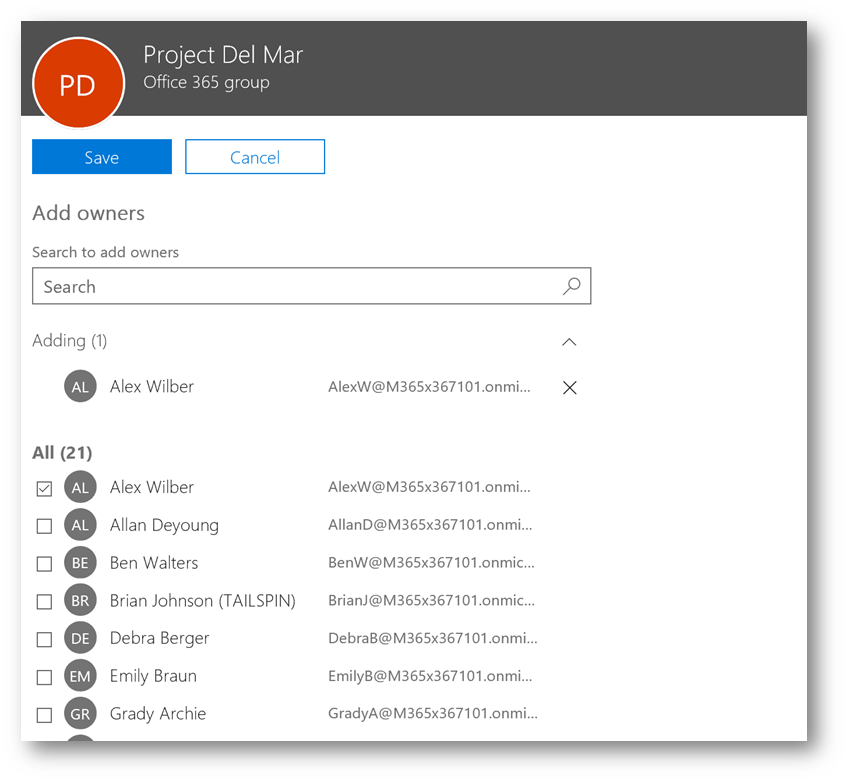 PD
Project Del Mar
Office 365 group
Save
Cancel
Add owners
Search to add owners
Search
Adding (1)
AL Alex Wilber AlexW@M365x367101.onmi...
All (21)
AL Alex Wilber AlexW@M365x367101.onmi...
AL Allan Deyoung AllanD@M365x367101.onmi...
BE Ben Walters BenW@M365x367101.onmic...
BR Brian Johnson (TAILSPIN) BrianJ@M365x367101.onmic...
DE Debra Berger DebraB@M365x367101.onmi...
EM Emily Braun EmilyB@M365x367101.onmi...
GR Grady Archie GradyA@M365x367101.onmi...